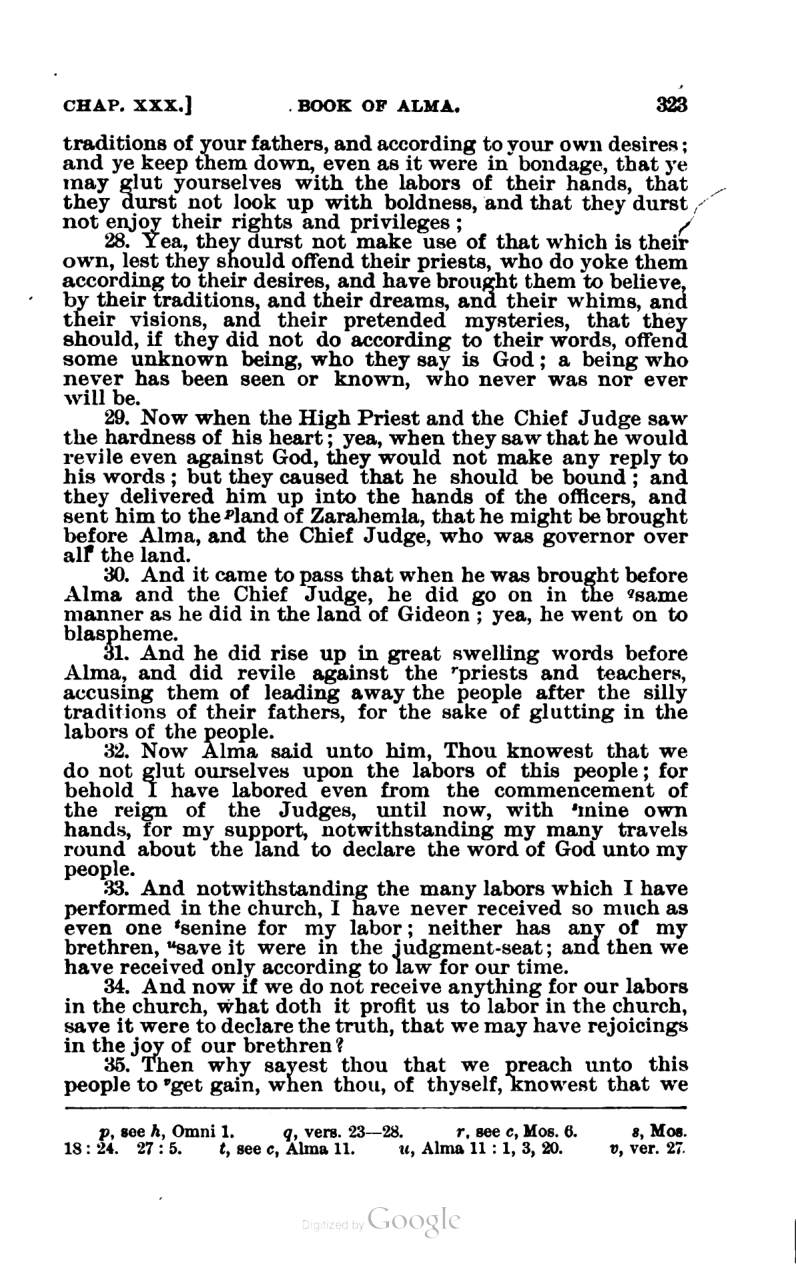 CHAP. XXX.] BOOK OF ALMA. 323
traditions of your fathers, and according to your own desires;
and ye keep them down, even as it were in bondage, that ye
may glut yourselves with the labors of their hands, that
they durst not look up with boldness, and that they durst
not enjoy their rights and privileges;
28. Yea, they durst not make use of that which is their
own, lest they should offend their priests, who do yoke them
according to their desires, and have brought them to believe,
by their traditions, and their dreams, and their whims, and
their visions, and their pretended mysteries, that they
should, if they did not do according to their words, offend
some unknown being, who they say is God; a being who
never has been seen or known, who never was nor ever
will be.
29. Now when the High Priest and the Chief Judge saw
the hardness of his heart; yea, when they saw that he would
revile even against God, they would not make any reply to
his words; but they caused that he should be bound; and
they delivered him up into the hands of the officers, and
sent him to the ᵖland of Zarahemla, that he might be brought
before Alma, and the Chief Judge, who was governor over
all the land.
30. And it came to pass that when he was brought before
Alma and the Chief Judge, he did go on in the qsame
manner as he did in the land of Gideon; yea, he went on to
blaspheme.
31. And he did rise up in great swelling words before
Alma, and did revile against the ʳpriests and teachers,
accusing them of leading away the people after the silly
traditions of their fathers, for the sake of glutting in the
labors of the people.
32. Now Alma said unto him, Thou knowest that we
do not glut ourselves upon the labors of this people; for
behold I have labored even from the commencement of
the reign of the Judges, until now, with ˢmine own
hands, for my support, notwithstanding my many travels
round about the land to declare the word of God unto my
people.
33. And notwithstanding the many labors which I have
performed in the church, I have never received so much as
even one ᵗsenine for my labor; neither has any of my
brethren, ᵘsave it were in the judgment-seat; and then we
have received only according to law for our time.
34. And now if we do not receive anything for our labors
in the church, what doth it profit us to labor in the church,
save it were to declare the truth, that we may have rejoicings
in the joy of our brethren?
35. Then why sayest thou that we preach unto this
people to ᵛget gain, when thou, of thyself, knowest that we
p, see h, Omni 1. q, vers. 23—28. r, see c, Mos. 6. s, Mos.
18 : 24. 27 : 5. t, see c, Alma 11. u, Alma 11 : 1, 3, 20. v, ver. 27.
Digitized by Google